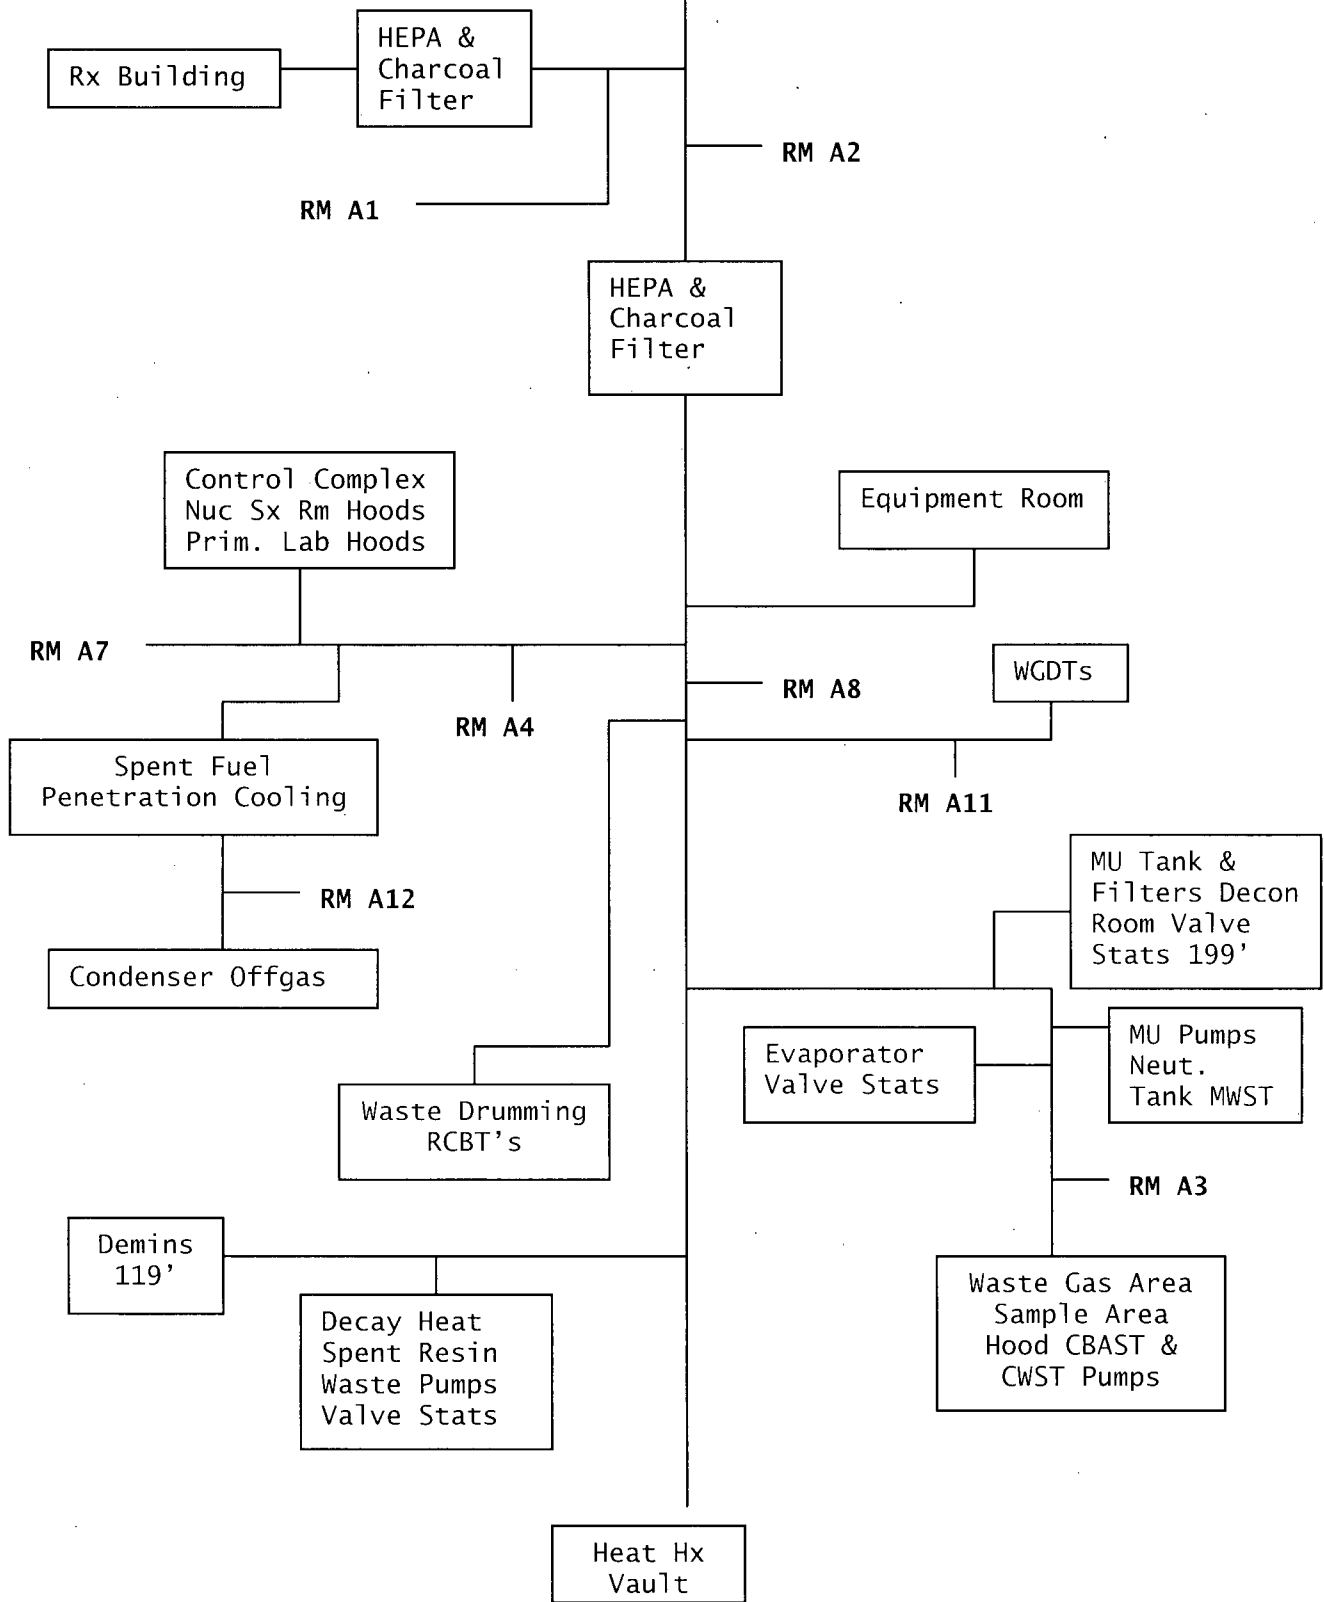 HEPA &
Charcoal
Filter
Rx Building
RM A2
RM A1
HEPA &
Charcoal
Filter
Control Complex
Nuc Sx Rm Hoods
Prim. Lab Hoods
Equipment Room
RM A7
WGDTs
RM A8
RM A4
Spent Fuel
Penetration Cooling
RM A11
MU Tank &
Filters Decon
Room Valve
Stats 199'
RM A12
Condenser Offgas
MU Pumps
Neut.
Tank MWST
Evaporator
Valve Stats
Waste Drumming
RCBT's
RM A3
Demins
119'
Waste Gas Area
Sample Area
Hood CBAST &
CWST Pumps
Decay Heat
Spent Resin
Waste Pumps
Valve Stats
Heat Hx
Vault